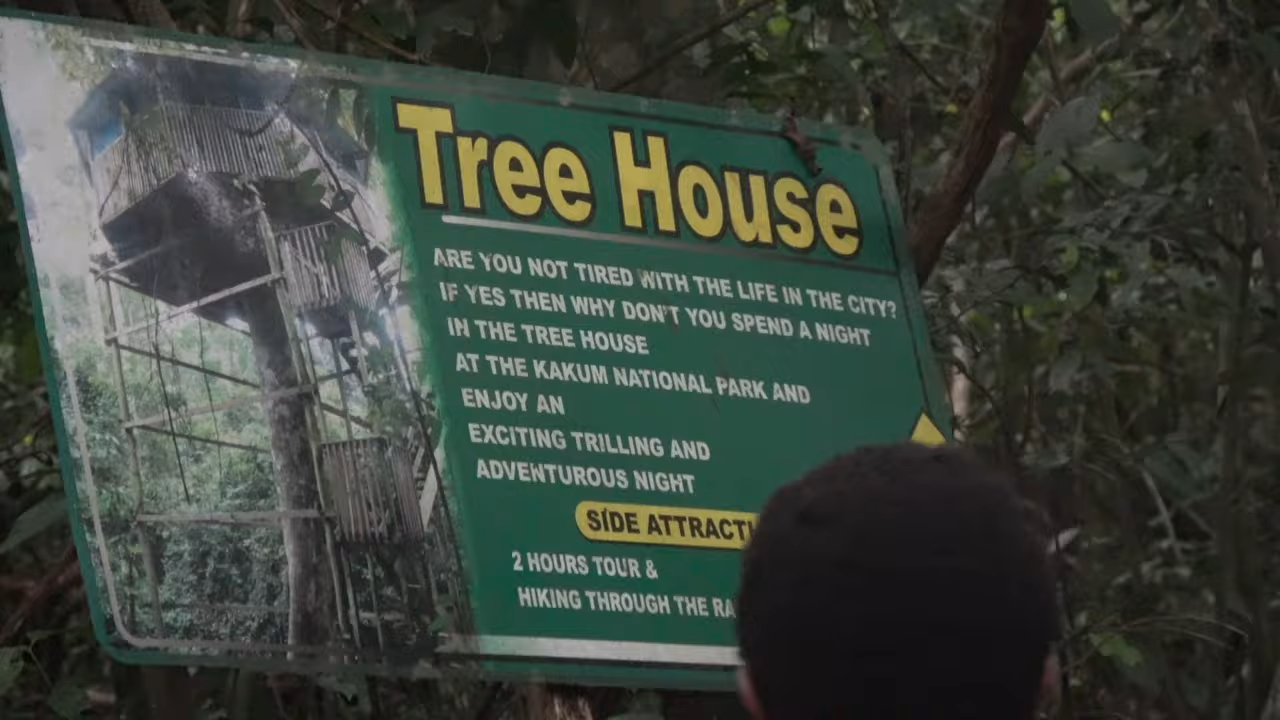 Tree House
ARE YOU NOT TIRED WITH THE LIFE IN THE CITY?
IF YES THEN WHY DON'T YOU SPEND A NIGHT
IN THE TREE HOUSE
AT THE KAKUM NATIONAL PARK AND
ENJOY AN
EXCITING TRILLING AND
ADVENTUROUS NIGHT
SIDE ATTRACTI
2 HOURS TOUR &
HIKING THROUGH THE RA